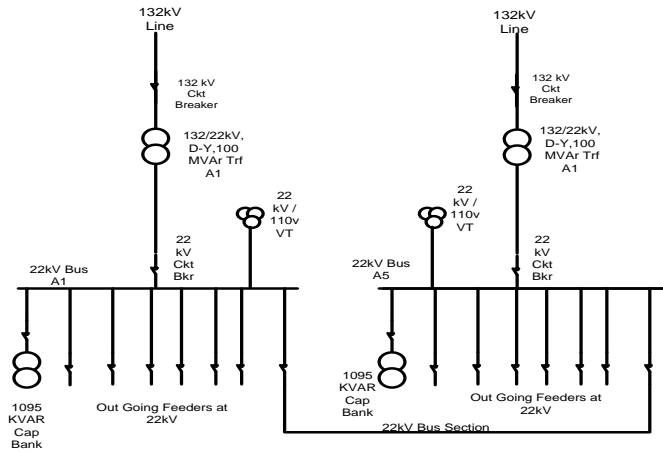 132kV
Line
132 kV
Ckt
Breaker
132/22kV,
D-Y,100
MVAr Trf
A1
22
kV /
110v
VT
22
kV
Ckt
Bkr
22kV Bus
A1
1095
KVAR
Cap
Bank
Out Going Feeders at
22kV
132kV
Line
132 kV
Ckt
Breaker
132/22kV,
D-Y,100
MVAr Trf
A1
22
kV /
110v
VT
22
kV
Ckt
Bkr
22kV Bus
A5
1095
KVAR
Cap
Bank
Out Going Feeders at
22kV
22kV Bus Section